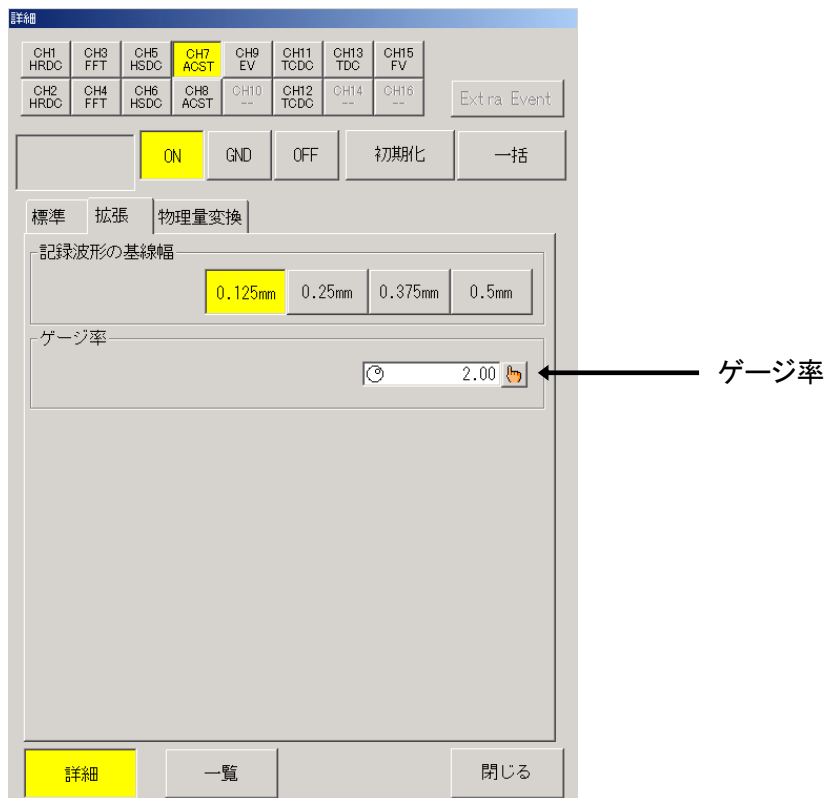 詳細
CH1 HRDC CH3 FFT CH5 HSDC CH7 ACST CH9 EV CH11 TCDC CH13 TDC CH15 FV
CH2 HRDC CH4 FFT CH6 HSDC CH8 ACST CH10 -- CH12 TCDC CH14 -- CH16 --
Extra Event
ON GND OFF 初期化 一括
標準 拡張 物理量変換
記録波形の基線幅
0.125mm 0.25mm 0.375mm 0.5mm
ゲージ率
2.00
ゲージ率
詳細 一覧 閉じる